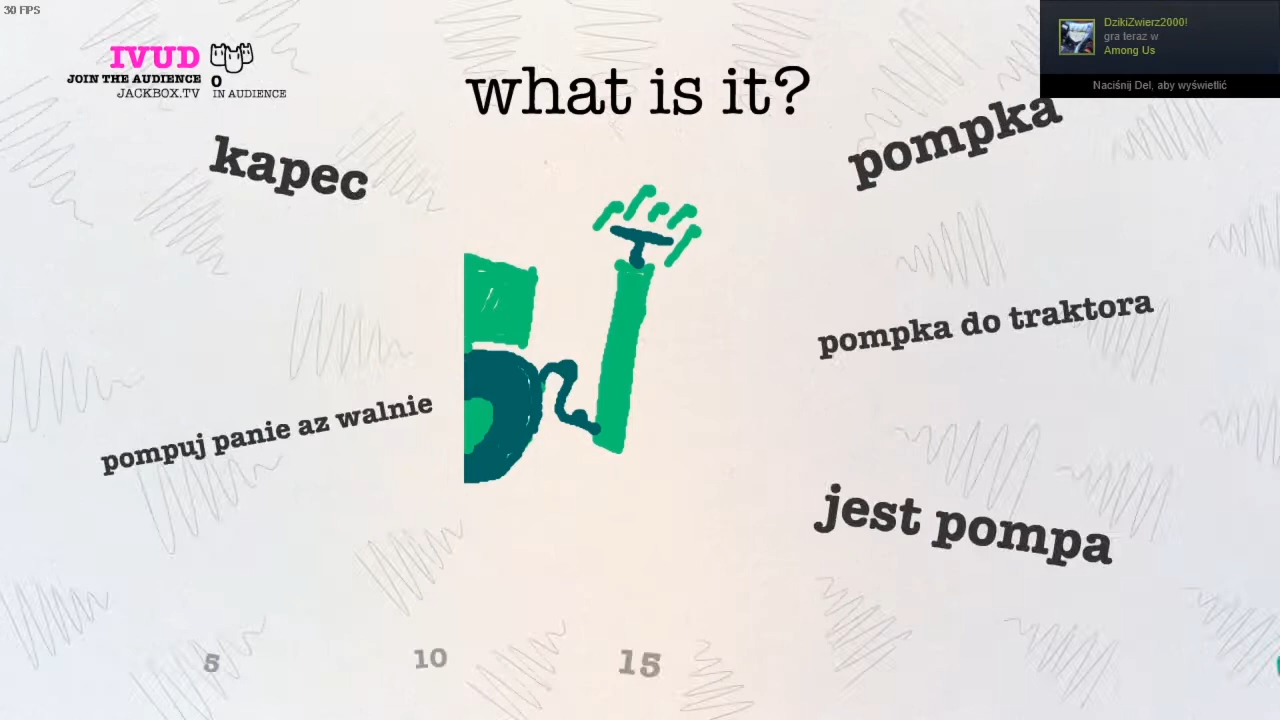 30 FPS
IVUD
JOIN THE AUDIENCE
JACKBOX.TV
0
IN AUDIENCE
what is it?
DzikiZwierz2000!
gra teraz w
Among Us
Naciśnij Del, aby wyświetlić
kapec
pompka
pompka do traktora
pompuj panie az walnie
jest pompa
5
10
15